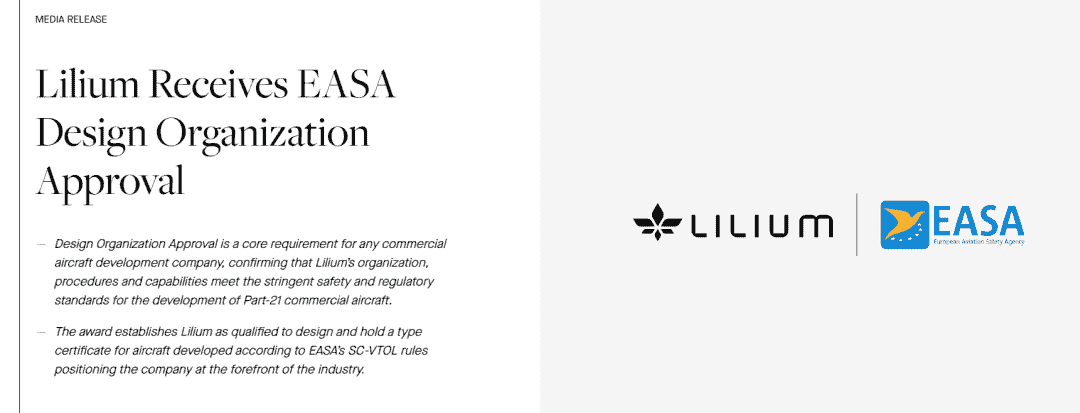 MEDIA RELEASE
Lilium Receives EASA
Design Organization
Approval
— Design Organization Approval is a core requirement for any commercial
aircraft development company, confirming that Lilium's organization,
procedures and capabilities meet the stringent safety and regulatory
standards for the development of Part-21 commercial aircraft.
— The award establishes Lilium as qualified to design and hold a type
certificate for aircraft developed according to EASA's SC-VTOL rules
positioning the company at the forefront of the industry.
LILIUM
EASA
European Aviation Safety Agency